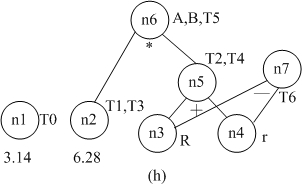 n6 A,B,T5
*
T2,T4
n5 n7
+ — T6
n1 T0 n2 T1,T3 n3 R n4 r
3.14 6.28
(h)